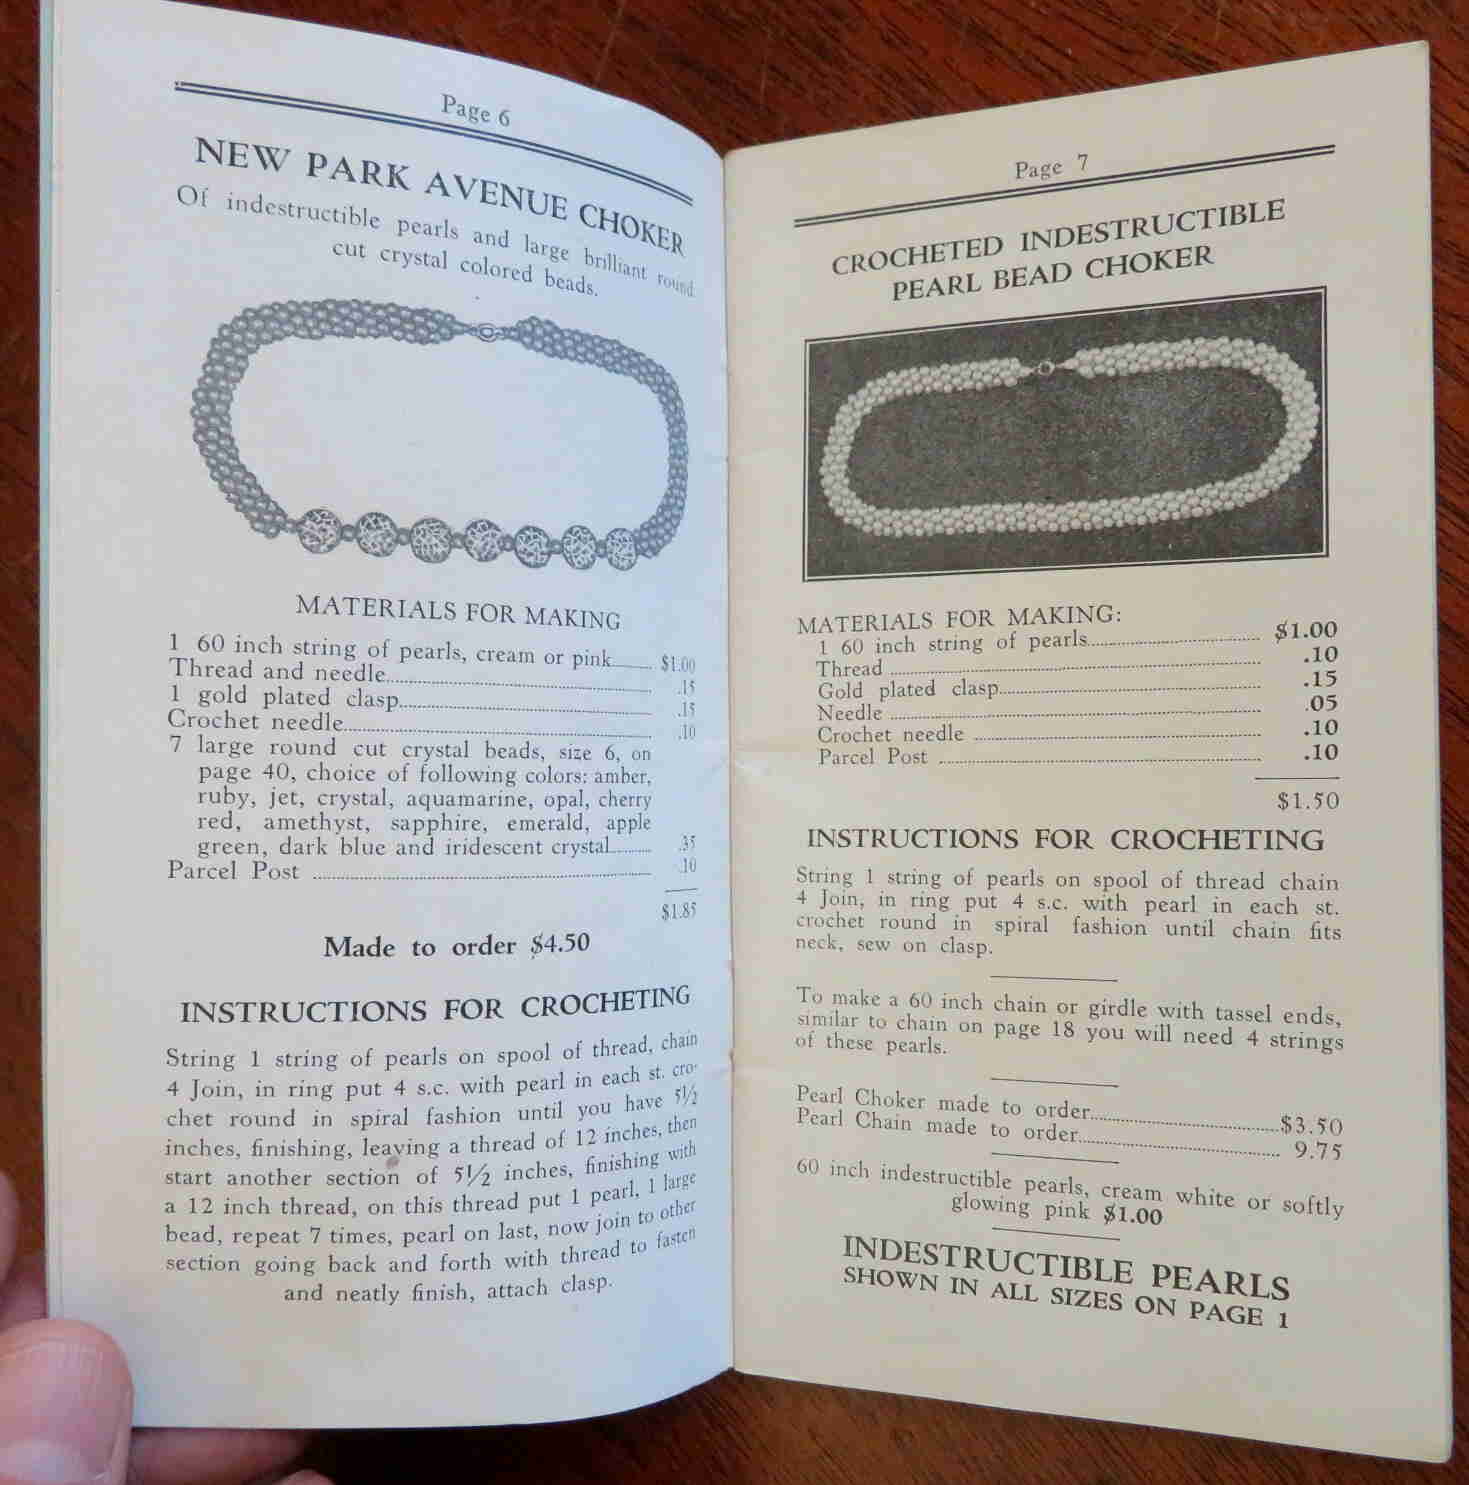 Page 6
NEW PARK AVENUE CHOKER
Of indestructible pearls and large brilliant round
cut crystal colored beads.
MATERIALS FOR MAKING
1 60 inch string of pearls, cream or pink $1.00
Thread and needle .15
1 gold plated clasp .15
Crochet needle .10
7 large round cut crystal beads, size 6, on
page 40, choice of following colors: amber,
ruby, jet, crystal, aquamarine, opal, cherry
red, amethyst, sapphire, emerald, apple
green, dark blue and iridescent crystal .35
Parcel Post .10
$1.85
Made to order $4.50
INSTRUCTIONS FOR CROCHETING
String 1 string of pearls on spool of thread, chain
4 Join, in ring put 4 s.c. with pearl in each st. cro-
chet round in spiral fashion until you have 5½
inches, finishing, leaving a thread of 12 inches, then
start another section of 5½ inches, finishing with
a 12 inch thread, on this thread put 1 pearl, 1 large
bead, repeat 7 times, pearl on last, now join to other
section going back and forth with thread to fasten
and neatly finish, attach clasp.
Page 7
CROCHETED INDESTRUCTIBLE
PEARL BEAD CHOKER
MATERIALS FOR MAKING:
1 60 inch string of pearls $1.00
Thread .10
Gold plated clasp .15
Needle .05
Crochet needle .10
Parcel Post .10
$1.50
INSTRUCTIONS FOR CROCHETING
String 1 string of pearls on spool of thread chain
4 Join, in ring put 4 s.c. with pearl in each st.
crochet round in spiral fashion until chain fits
neck, sew on clasp.
To make a 60 inch chain or girdle with tassel ends,
similar to chain on page 18 you will need 4 strings
of these pearls.
Pearl Choker made to order $3.50
Pearl Chain made to order 9.75
60 inch indestructible pearls, cream white or softly
glowing pink $1.00
INDESTRUCTIBLE PEARLS
SHOWN IN ALL SIZES ON PAGE 1